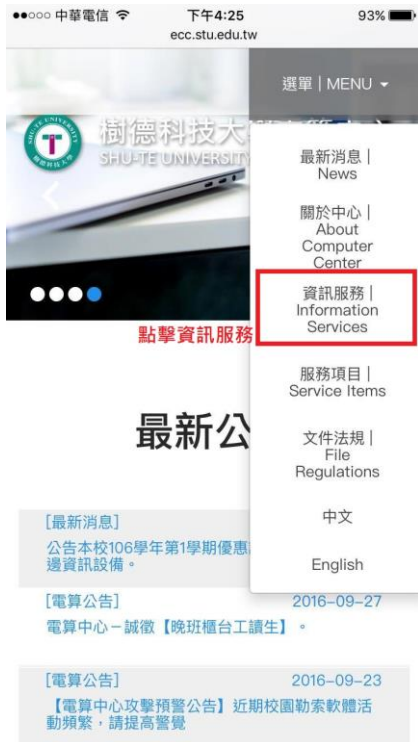 中華電信
下午4:25
93%
ecc.stu.edu.tw
選單 | MENU
樹德科技大
SHU-TE UNIVERSITY
最新消息 |
News
關於中心 |
About
Computer
Center
資訊服務 |
Information
Services
點擊資訊服務
服務項目 |
Service Items
文件法規 |
File
Regulations
中文
English
最新公
[最新消息]
公告本校106學年第1學期優惠
邊資訊設備。
[電算公告] 2016-09-27
電算中心－誠徵【晚班櫃台工讀生】。
[電算公告] 2016-09-23
【電算中心攻擊預警公告】近期校園勒索軟體活
動頻繁，請提高警覺